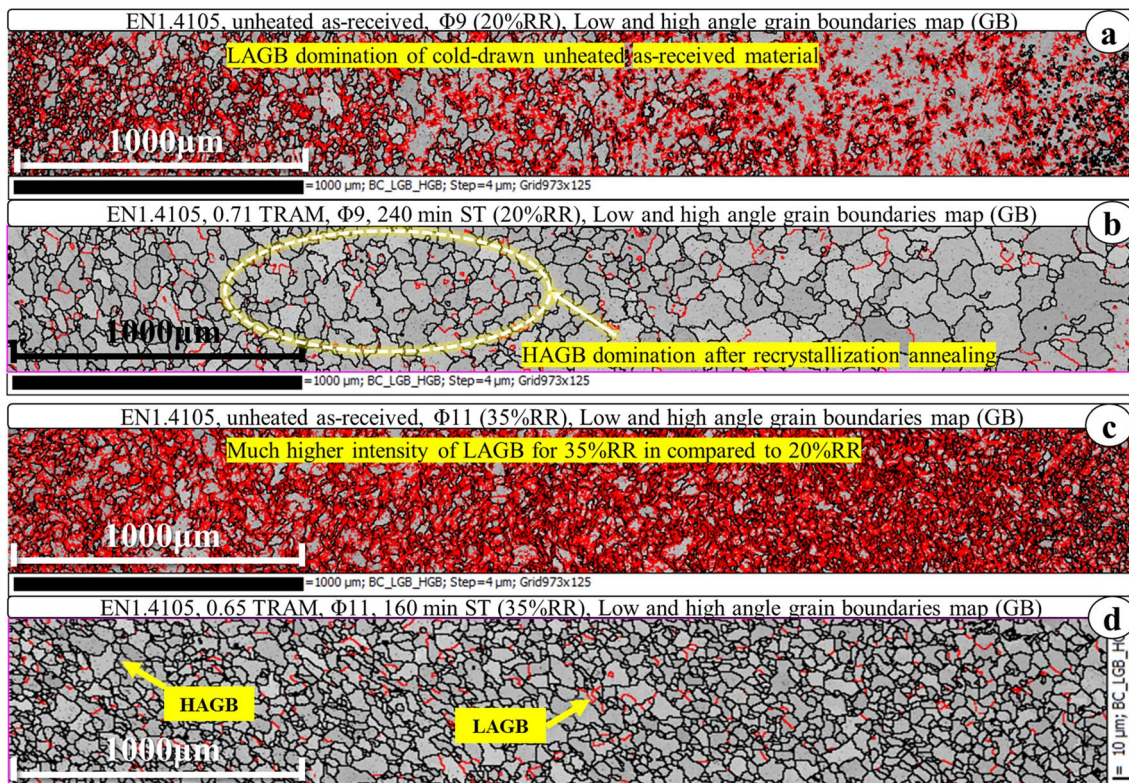 EN1.4105, unheated as-received, Φ9 (20%RR), Low and high angle grain boundaries map (GB)
a
LAGB domination of cold-drawn unheated as-received material
1000μm
=1000 μm; BC_LGB_HGB; Step=4 μm; Grid973x125
EN1.4105, 0.71 TRAM, Φ9, 240 min ST (20%RR), Low and high angle grain boundaries map (GB)
b
1000μm
HAGB domination after recrystallization annealing
=1000 μm; BC_LGB_HGB; Step=4 μm; Grid973x125
EN1.4105, unheated as-received, Φ11 (35%RR), Low and high angle grain boundaries map (GB)
c
Much higher intensity of LAGB for 35%RR in compared to 20%RR
1000μm
=1000 μm; BC_LGB_HGB; Step=4 μm; Grid973x125
EN1.4105, 0.65 TRAM, Φ11, 160 min ST (35%RR), Low and high angle grain boundaries map (GB)
d
HAGB
LAGB
1000μm
= 10 μm; BC_LGB_H